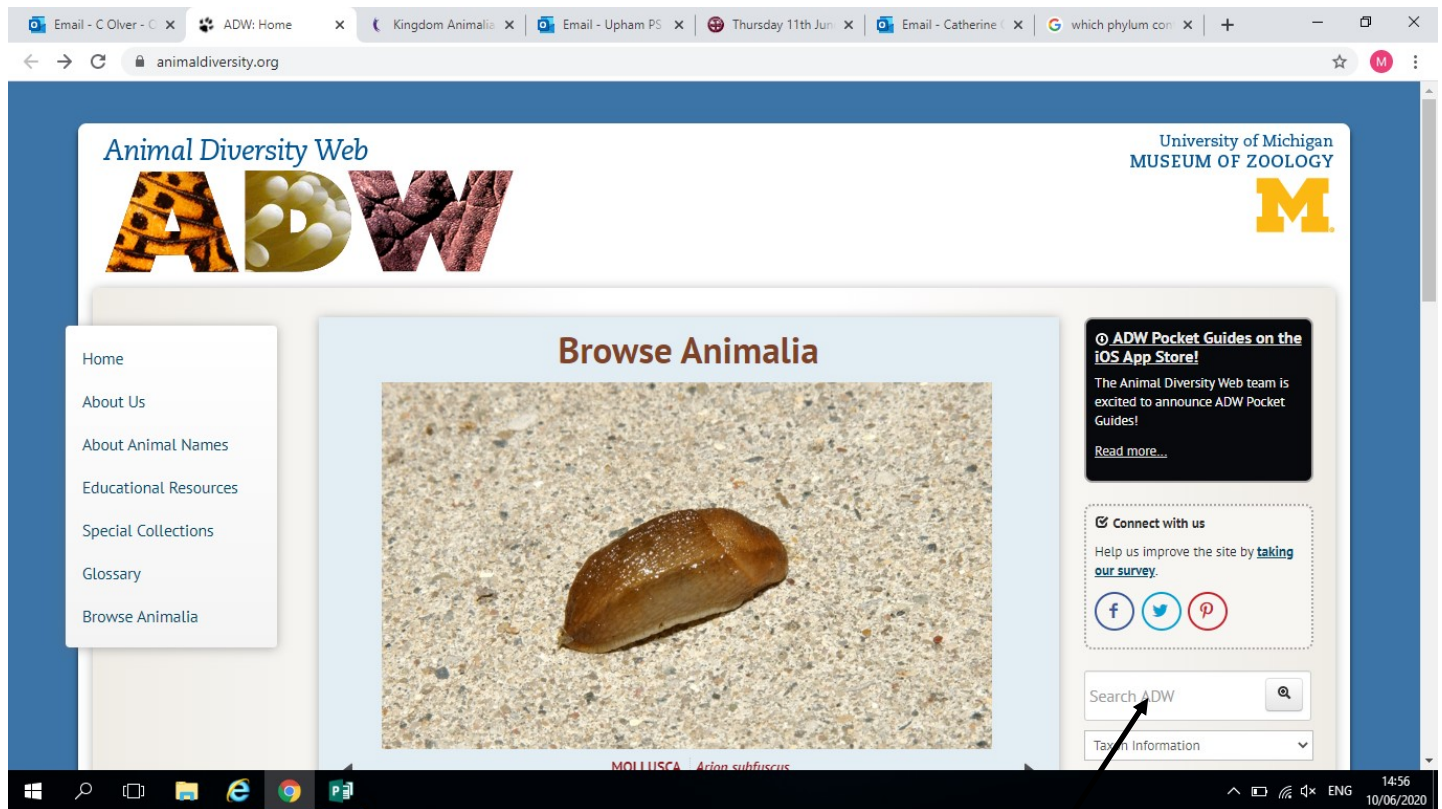 Email - C Olver - O
ADW: Home
Kingdom Animalia
Email - Upham PS
Thursday 11th Jun
Email - Catherine
which phylum con
animaldiversity.org
M
Animal Diversity Web
ADW
University of Michigan
MUSEUM OF ZOOLOGY
M
Home
About Us
About Animal Names
Educational Resources
Special Collections
Glossary
Browse Animalia
Browse Animalia
MOLLUSCA Arion subfuscus
ADW Pocket Guides on the
iOS App Store!
The Animal Diversity Web team is
excited to announce ADW Pocket
Guides!
Read more...
Connect with us
Help us improve the site by taking
our survey.
Search ADW
Taxon Information
ENG
14:56
10/06/2020